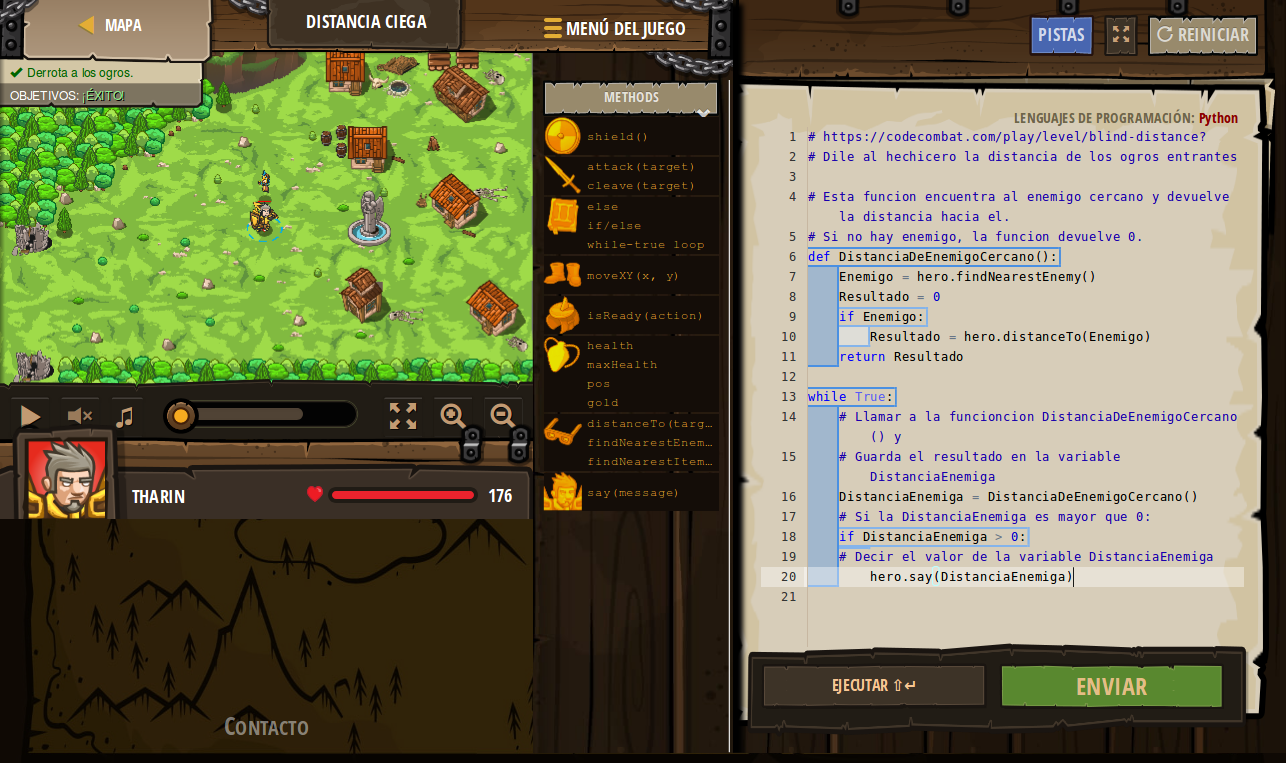 MAPA
DISTANCIA CIEGA
MENÚ DEL JUEGO
PISTAS
REINICIAR
Derrota a los ogros.
OBJETIVOS: ¡ÉXITO!
METHODS
shield()
attack(target)
cleave(target)
else
if/else
while-true loop
moveXY(x, y)
isReady(action)
health
maxHealth
pos
gold
distanceTo(targ…
findNearestEnem…
findNearestItem…
say(message)
THARIN
176
CONTACTO
LENGUAJES DE PROGRAMACIÓN: Python
1 # https://codecombat.com/play/level/blind-distance?
2 # Dile al hechicero la distancia de los ogros entrantes
3
4 # Esta funcion encuentra al enemigo cercano y devuelve
la distancia hacia el.
5 # Si no hay enemigo, la funcion devuelve 0.
6 def DistanciaDeEnemigoCercano():
7 Enemigo = hero.findNearestEnemy()
8 Resultado = 0
9 if Enemigo:
10 Resultado = hero.distanceTo(Enemigo)
11 return Resultado
12
13 while True:
14 # Llamar a la funcioncion DistanciaDeEnemigoCercano
() y
15 # Guarda el resultado en la variable
DistanciaEnemiga
16 DistanciaEnemiga = DistanciaDeEnemigoCercano()
17 # Si la DistanciaEnemiga es mayor que 0:
18 if DistanciaEnemiga > 0:
19 # Decir el valor de la variable DistanciaEnemiga
20 hero.say(DistanciaEnemiga)
21
EJECUTAR ⇧↵
ENVIAR